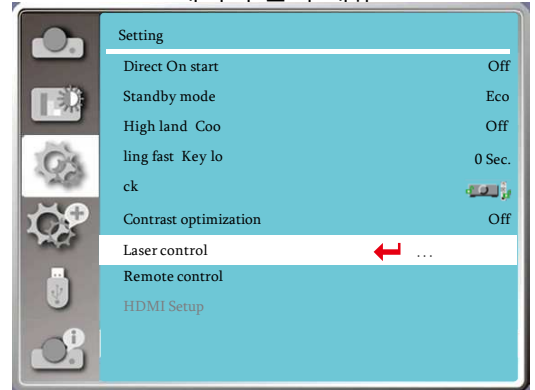 Setting
Direct On start Off
Standby mode Eco
High land Coo Off
ling fast Key lo 0 Sec.
ck
Contrast optimization Off
Laser control ...
Remote control
HDMI Setup